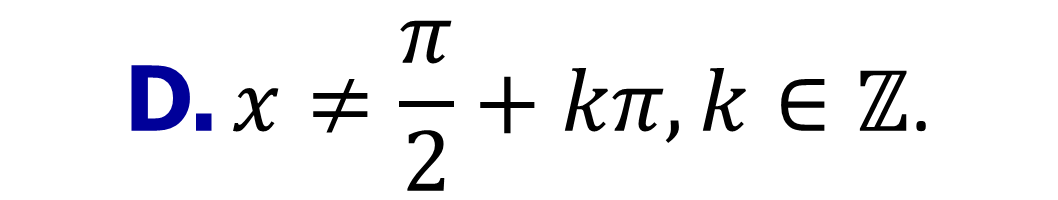 D. x ≠ π/2 + kπ, k ∈ ℤ.